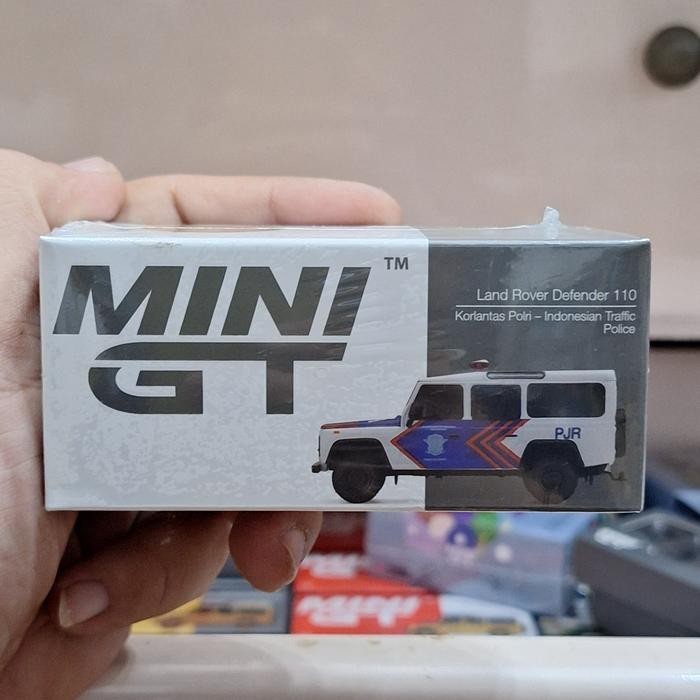 MINI
GT
TM
Land Rover Defender 110
Korlantas Polri – Indonesian Traffic
Police
PJR